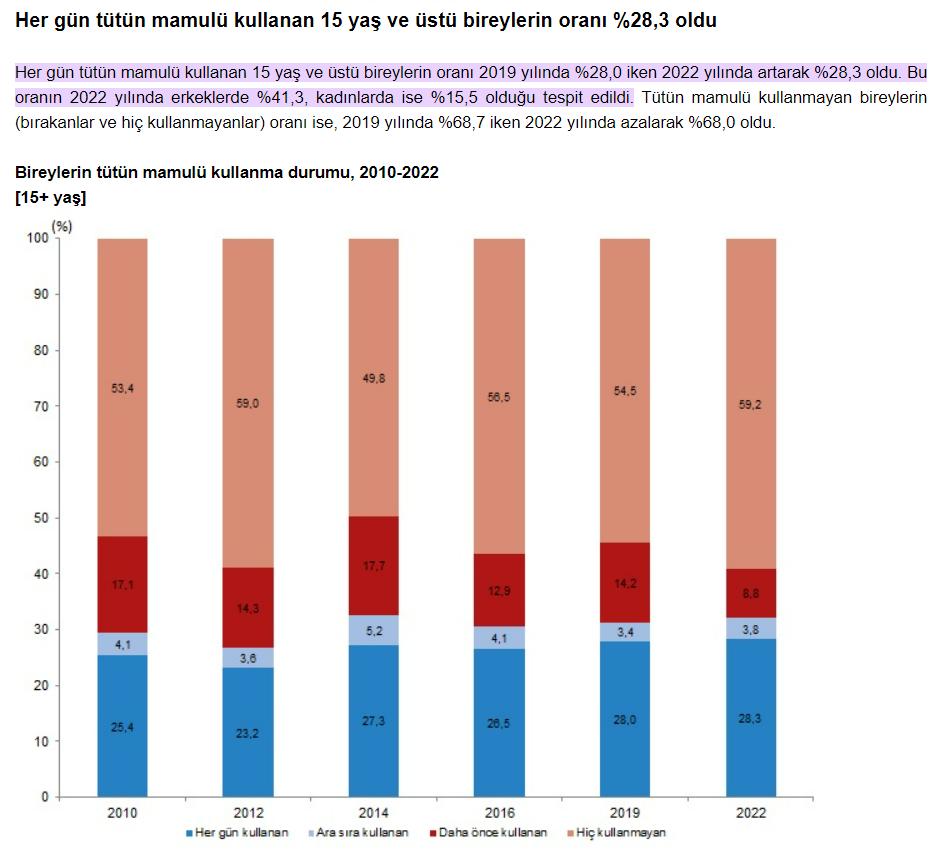 Her gün tütün mamulü kullanan 15 yaş ve üstü bireylerin oranı %28,3 oldu
Her gün tütün mamulü kullanan 15 yaş ve üstü bireylerin oranı 2019 yılında %28,0 iken 2022 yılında artarak %28,3 oldu. Bu
oranın 2022 yılında erkeklerde %41,3, kadınlarda ise %15,5 olduğu tespit edildi. Tütün mamulü kullanmayan bireylerin
(bırakanlar ve hiç kullanmayanlar) oranı ise, 2019 yılında %68,7 iken 2022 yılında azalarak %68,0 oldu.
Bireylerin tütün mamulü kullanma durumu, 2010-2022
[15+ yaş]
(%)
100
90
80
70
60
50
40
30
20
10
0
53,4 59,0 49,8 56,5 54,5 59,2
17,1 14,3 17,7 12,9 14,2 8,8
4,1 3,6 5,2 4,1 3,4 3,8
25,4 23,2 27,3 26,5 28,0 28,3
2010 2012 2014 2016 2019 2022
Her gün kullanan Ara sıra kullanan Daha önce kullanan Hiç kullanmayan